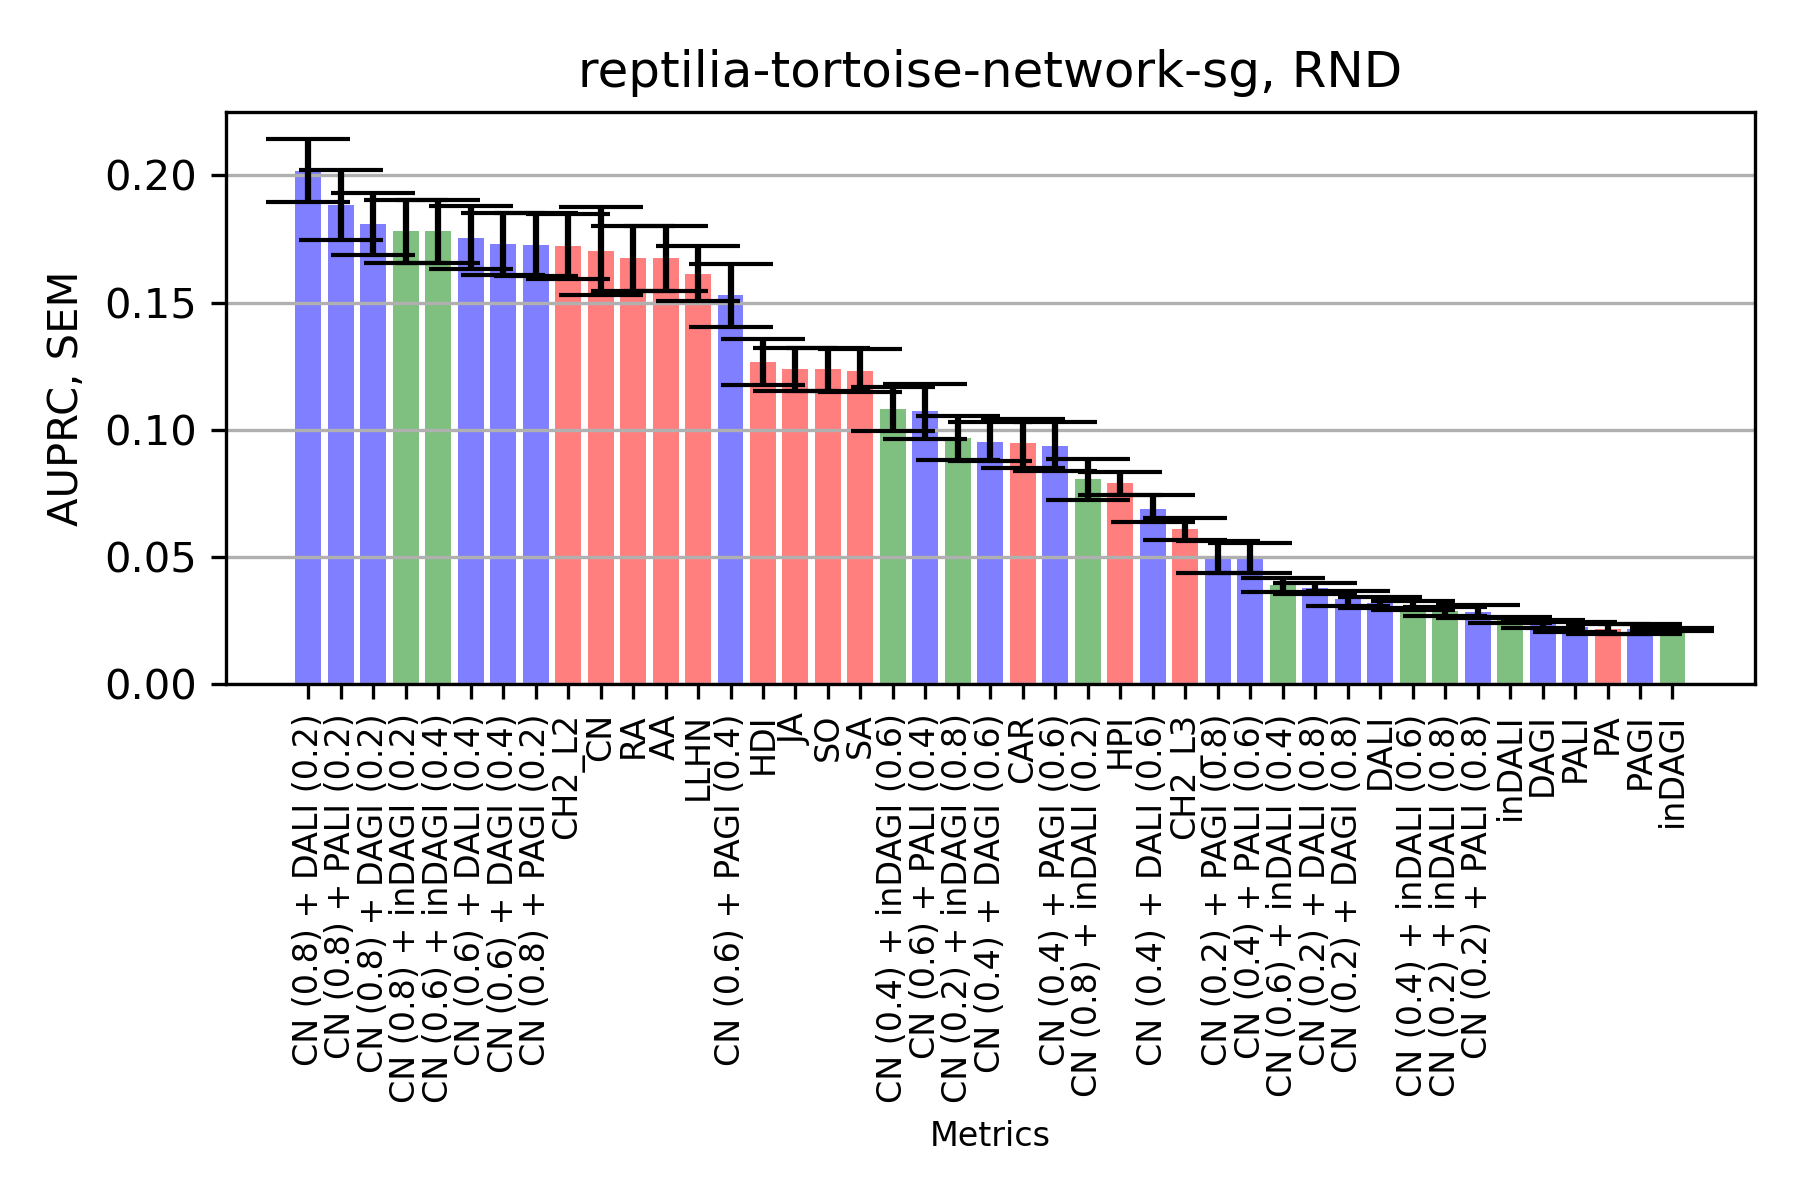 reptilia-tortoise-network-sg, RND
AUPRC, SEM
0.20
0.15
0.10
0.05
0.00
CN (0.8) + DALI (0.2)
CN (0.8) + PALI (0.2)
CN (0.8) + DAGI (0.2)
CN (0.8) + inDAGI (0.2)
CN (0.6) + inDAGI (0.4)
CN (0.6) + DALI (0.4)
CN (0.6) + DAGI (0.4)
CN (0.8) + PAGI (0.2)
CH2_L2
CN
RA
AA
LLHN
CN (0.6) + PAGI (0.4)
HDI
JA
SO
SA
CN (0.4) + inDAGI (0.6)
CN (0.6) + PALI (0.4)
CN (0.2) + inDAGI (0.8)
CN (0.4) + DAGI (0.6)
CAR
CN (0.4) + PAGI (0.6)
CN (0.8) + inDALI (0.2)
HPI
CN (0.4) + DALI (0.6)
CH2_L3
CN (0.2) + PAGI (0.8)
CN (0.4) + PALI (0.6)
CN (0.6) + inDALI (0.4)
CN (0.2) + DALI (0.8)
CN (0.2) + DAGI (0.8)
DALI
CN (0.4) + inDALI (0.6)
CN (0.2) + inDALI (0.8)
CN (0.2) + PALI (0.8)
inDALI
DAGI
PALI
PA
PAGI
inDAGI
Metrics